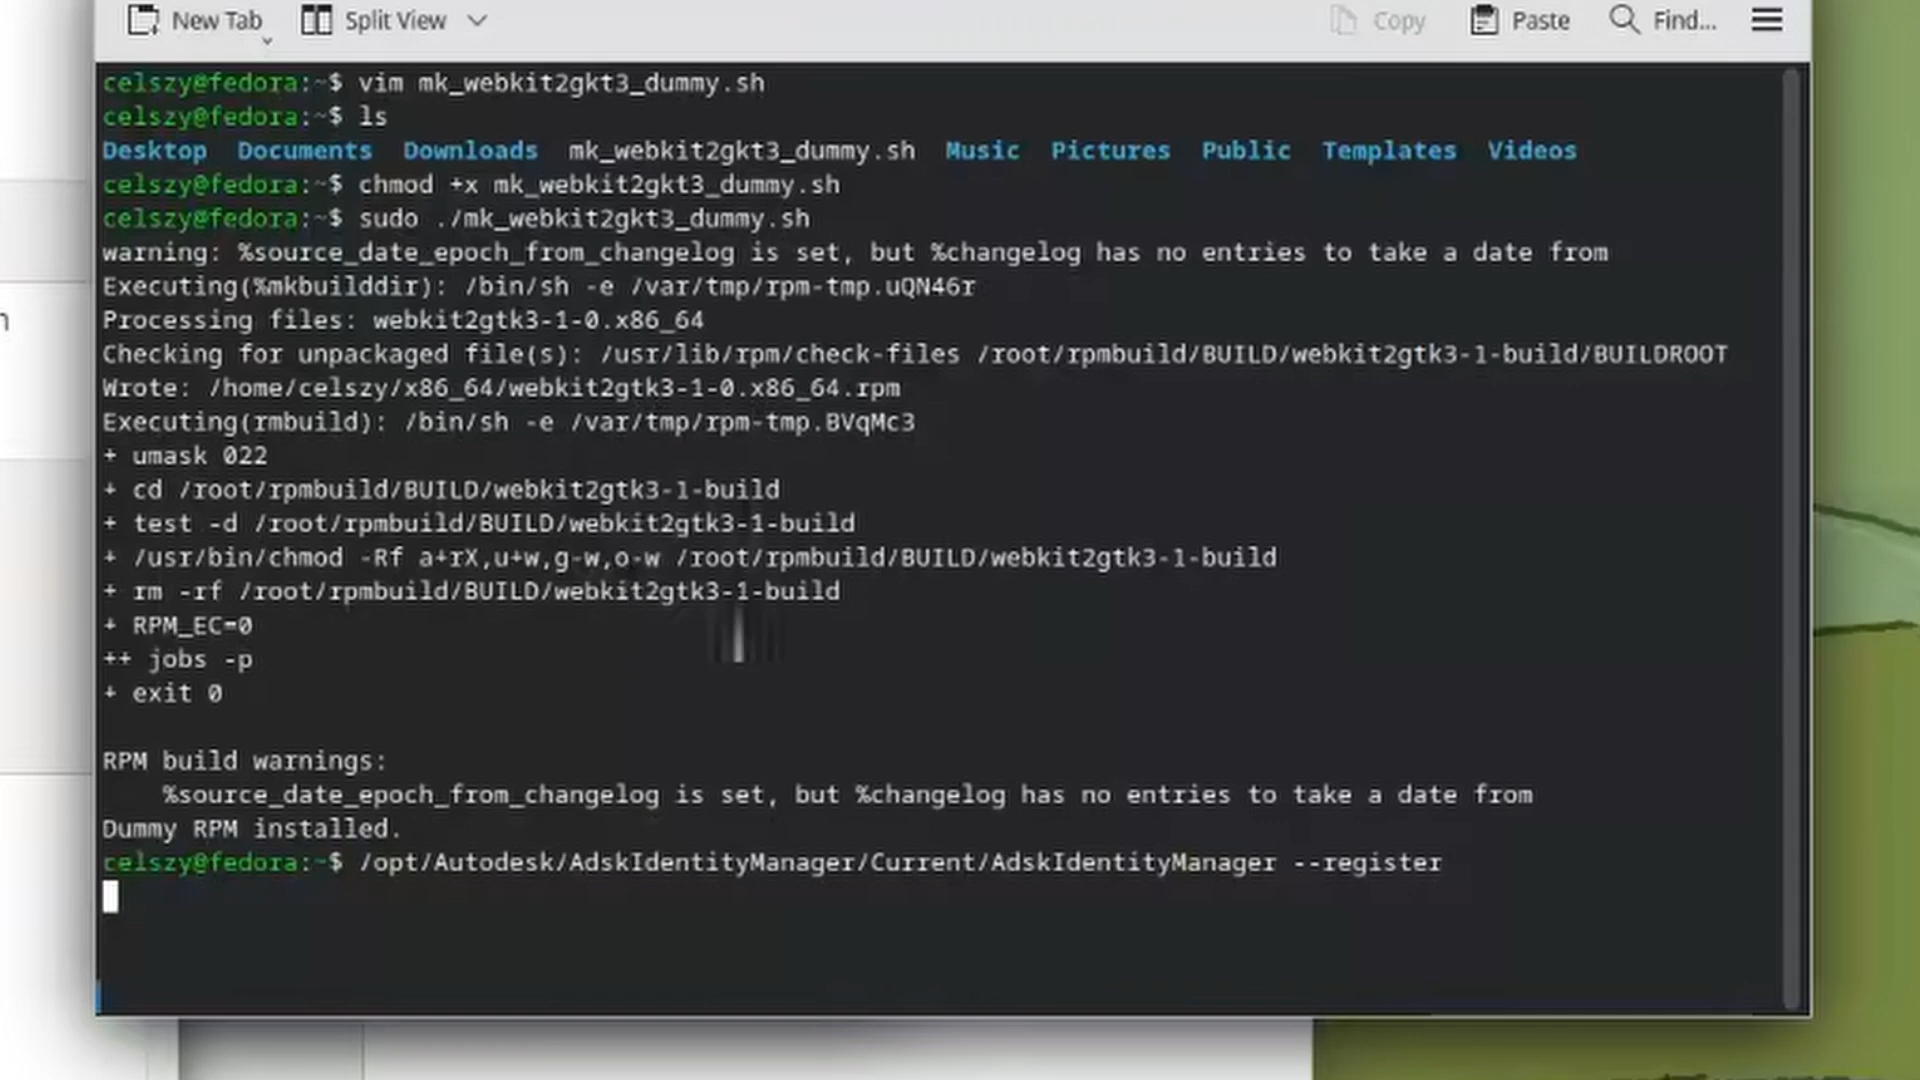 New Tab Split View Copy Paste Find...
celszy@fedora:~$ vim mk_webkit2gkt3_dummy.sh
celszy@fedora:~$ ls
Desktop Documents Downloads mk_webkit2gkt3_dummy.sh Music Pictures Public Templates Videos
celszy@fedora:~$ chmod +x mk_webkit2gkt3_dummy.sh
celszy@fedora:~$ sudo ./mk_webkit2gkt3_dummy.sh
warning: %source_date_epoch_from_changelog is set, but %changelog has no entries to take a date from
Executing(%mkbuilddir): /bin/sh -e /var/tmp/rpm-tmp.uQN46r
Processing files: webkit2gtk3-1-0.x86_64
Checking for unpackaged file(s): /usr/lib/rpm/check-files /root/rpmbuild/BUILD/webkit2gtk3-1-build/BUILDROOT
Wrote: /home/celszy/x86_64/webkit2gtk3-1-0.x86_64.rpm
Executing(rmbuild): /bin/sh -e /var/tmp/rpm-tmp.BVqMc3
+ umask 022
+ cd /root/rpmbuild/BUILD/webkit2gtk3-1-build
+ test -d /root/rpmbuild/BUILD/webkit2gtk3-1-build
+ /usr/bin/chmod -Rf a+rX,u+w,g-w,o-w /root/rpmbuild/BUILD/webkit2gtk3-1-build
+ rm -rf /root/rpmbuild/BUILD/webkit2gtk3-1-build
+ RPM_EC=0
++ jobs -p
+ exit 0
RPM build warnings:
%source_date_epoch_from_changelog is set, but %changelog has no entries to take a date from
Dummy RPM installed.
celszy@fedora:~$ /opt/Autodesk/AdskIdentityManager/Current/AdskIdentityManager --register